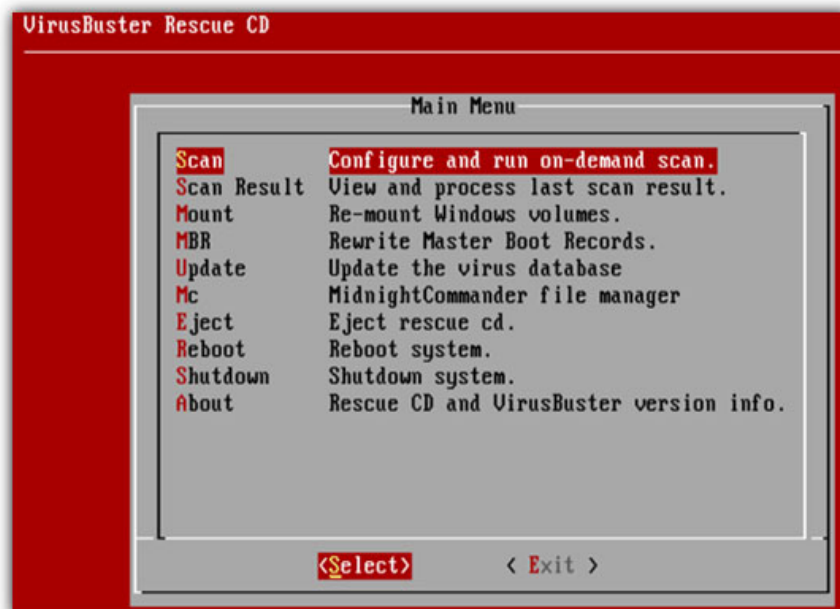 VirusBuster Rescue CD
Main Menu
Scan Configure and run on-demand scan.
Scan Result View and process last scan result.
Mount Re-mount Windows volumes.
MBR Rewrite Master Boot Records.
Update Update the virus database
Mc MidnightCommander file manager
Eject Eject rescue cd.
Reboot Reboot system.
Shutdown Shutdown system.
About Rescue CD and VirusBuster version info.
<Select> < Exit >